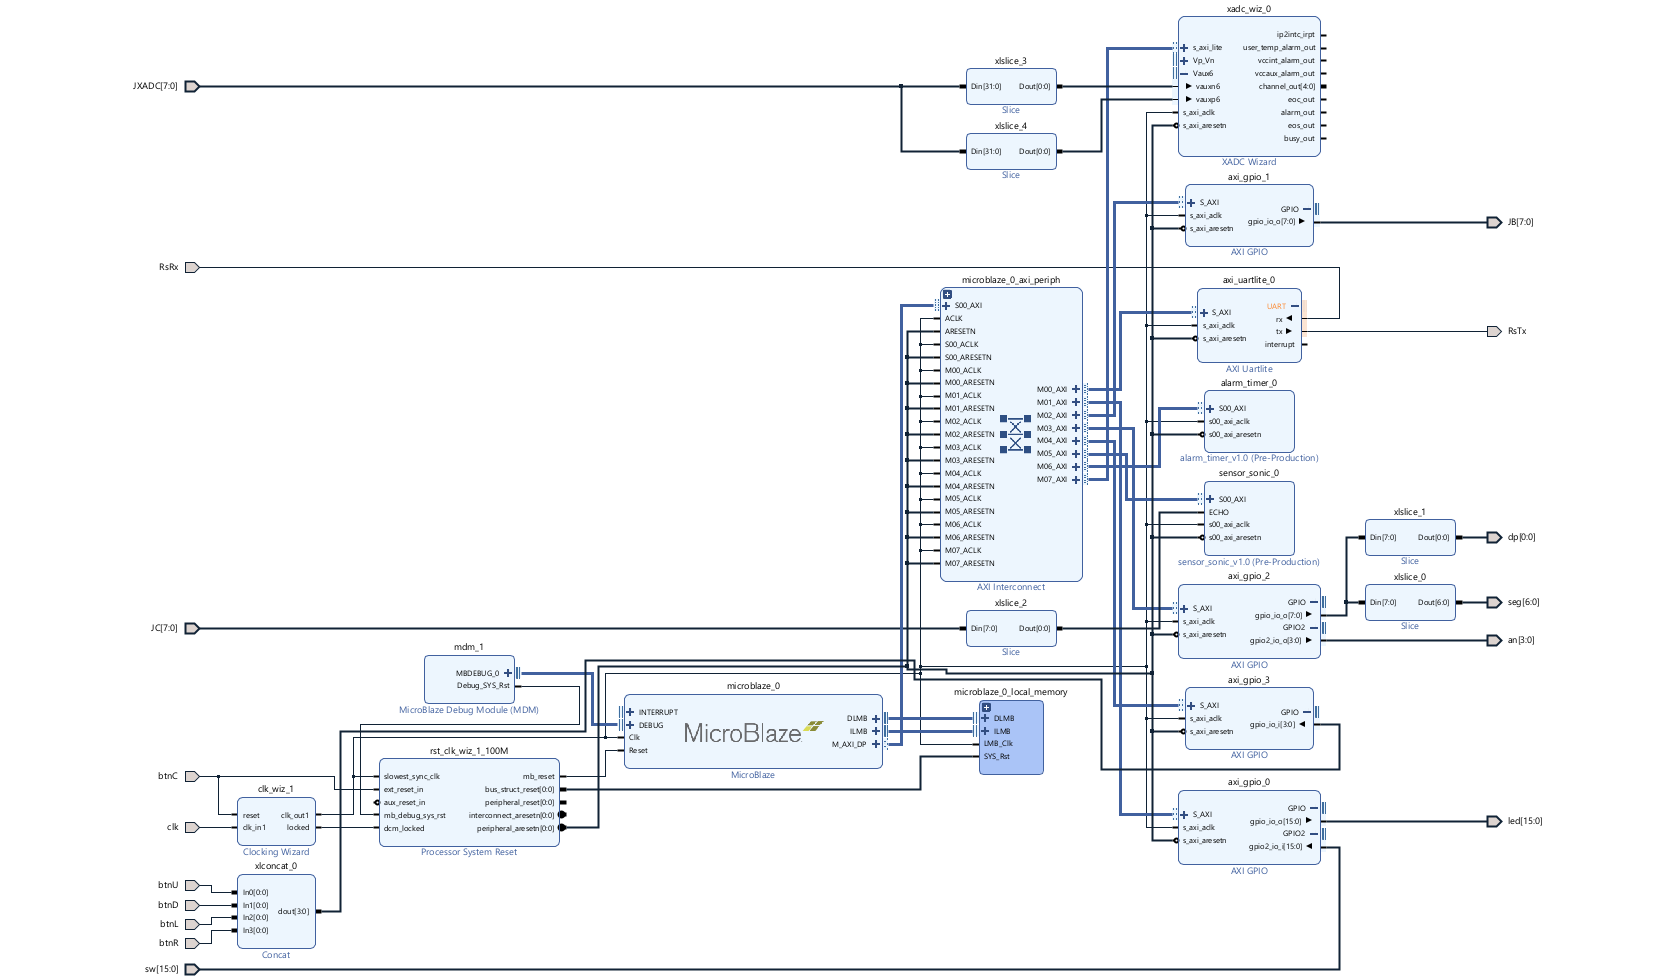 xadc_wiz_0
ip2intc_irpt
s_axi_lite
user_temp_alarm_out
Vp_Vn
vccint_alarm_out
Vaux6
vccaux_alarm_out
vauxn6
channel_out[4:0]
vauxp6
eoc_out
s_axi_aclk
alarm_out
s_axi_aresetn
eos_out
busy_out
XADC Wizard
JXADC[7:0]
xlslice_3
Din[31:0]
Dout[0:0]
Slice
xlslice_4
Din[31:0]
Dout[0:0]
Slice
axi_gpio_1
S_AXI
GPIO
s_axi_aclk
gpio_io_o[7:0]
s_axi_aresetn
AXI GPIO
JB[7:0]
RsRx
microblaze_0_axi_periph
S00_AXI
ACLK
ARESETN
S00_ACLK
S00_ARESETN
M00_ACLK
M00_ARESETN
M01_ACLK
M01_ARESETN
M02_ACLK
M02_ARESETN
M03_ACLK
M03_ARESETN
M04_ACLK
M04_ARESETN
M05_ACLK
M05_ARESETN
M06_ACLK
M06_ARESETN
M07_ACLK
M07_ARESETN
M00_AXI
M01_AXI
M02_AXI
M03_AXI
M04_AXI
M05_AXI
M06_AXI
M07_AXI
AXI Interconnect
axi_uartlite_0
UART
S_AXI
rx
s_axi_aclk
tx
s_axi_aresetn
interrupt
AXI Uartlite
RsTx
alarm_timer_0
S00_AXI
s00_axi_aclk
s00_axi_aresetn
alarm_timer_v1.0 (Pre-Production)
sensor_sonic_0
S00_AXI
ECHO
s00_axi_aclk
s00_axi_aresetn
sensor_sonic_v1.0 (Pre-Production)
xlslice_1
Din[7:0]
Dout[0:0]
Slice
dp[0:0]
xlslice_0
Din[7:0]
Dout[6:0]
Slice
seg[6:0]
axi_gpio_2
GPIO
S_AXI
gpio_io_o[7:0]
s_axi_aclk
GPIO2
s_axi_aresetn
gpio2_io_o[3:0]
AXI GPIO
an[3:0]
JC[7:0]
xlslice_2
Din[7:0]
Dout[0:0]
Slice
mdm_1
MBDEBUG_0
Debug_SYS_Rst
MicroBlaze Debug Module (MDM)
microblaze_0
INTERRUPT
DEBUG
Clk
Reset
MicroBlaze
DLMB
ILMB
M_AXI_DP
MicroBlaze
microblaze_0_local_memory
DLMB
ILMB
LMB_Clk
SYS_Rst
axi_gpio_3
S_AXI
GPIO
s_axi_aclk
gpio_io_i[3:0]
s_axi_aresetn
AXI GPIO
rst_clk_wiz_1_100M
slowest_sync_clk
mb_reset
ext_reset_in
bus_struct_reset[0:0]
aux_reset_in
peripheral_reset[0:0]
mb_debug_sys_rst
interconnect_aresetn[0:0]
dcm_locked
peripheral_aresetn[0:0]
Processor System Reset
btnC
clk
clk_wiz_1
reset
clk_out1
clk_in1
locked
Clocking Wizard
axi_gpio_0
GPIO
S_AXI
gpio_io_o[15:0]
s_axi_aclk
GPIO2
s_axi_aresetn
gpio2_io_i[15:0]
AXI GPIO
led[15:0]
xlconcat_0
btnU
btnD
btnL
btnR
In0[0:0]
In1[0:0]
In2[0:0]
In3[0:0]
dout[3:0]
Concat
sw[15:0]